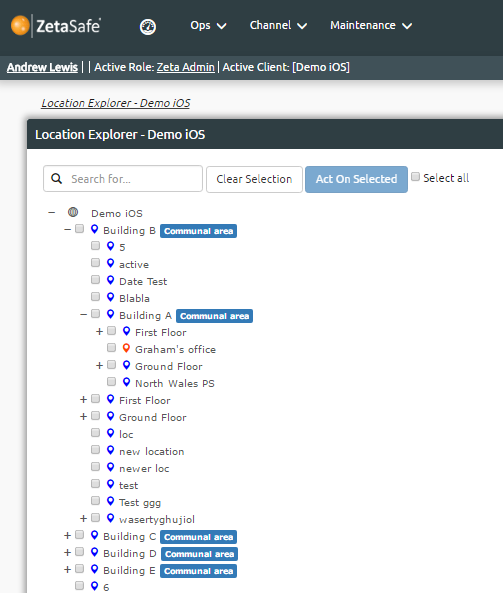 ZetaSafe Ops Channel Maintenance
Andrew Lewis | | Active Role: Zeta Admin | Active Client: [Demo iOS]
Location Explorer - Demo iOS
Location Explorer - Demo iOS
Search for... Clear Selection Act On Selected Select all
Demo iOS
Building B Communal area
5
active
Date Test
Blabla
Building A Communal area
First Floor
Graham's office
Ground Floor
North Wales PS
First Floor
Ground Floor
loc
new location
newer loc
test
Test ggg
wasertyghujiol
Building C Communal area
Building D Communal area
Building E Communal area
6